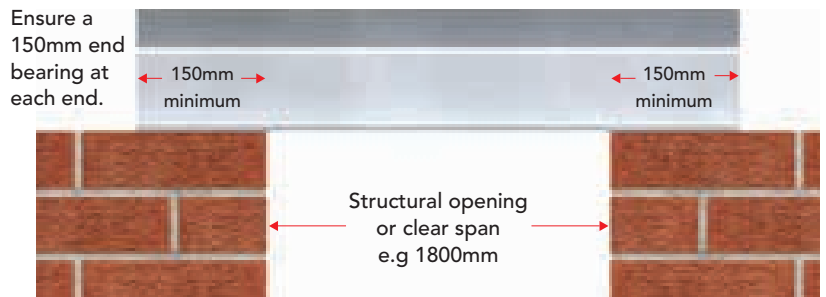 Ensure a
150mm end
bearing at
each end.
150mm
minimum
150mm
minimum
Structural opening
or clear span
e.g 1800mm